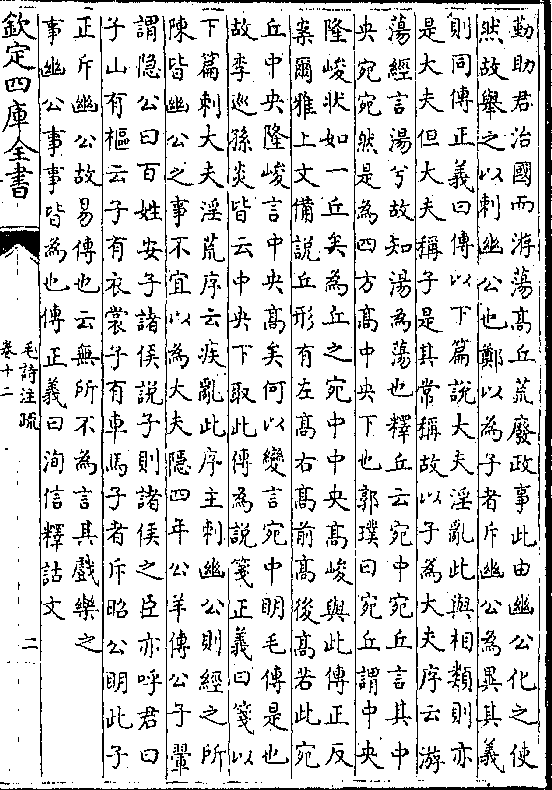 勤助君治國而游蕩髙丘荒廢政事此由幽公化之使
然故舉之以刺幽公也鄭以為子者斥幽公為異其義
則同傳正義曰傳以下篇說大夫淫亂此與相類則亦
是大夫但大夫稱子是其常稱故以子為大夫序云游
蕩經言湯兮故知湯為蕩也釋丘云宛中宛丘言其中
央宛宛然是為四方髙中央下也郭璞曰宛丘謂中央
隆峻狀如一丘矣為丘之宛中中央髙峻與此傳正反
案爾雅上文備說丘形有左髙右髙前髙後髙若此宛
丘中央隆峻言中央髙矣何以變言宛中明毛傳是也
故李廵孫炎皆云中央下取此傳為說箋正義曰箋以
下篇刺大夫淫荒序云疾亂此序主刺幽公則經之所
陳皆幽公之事不宜以為大夫隱四年公羊傳公子翬
謂隐公曰百姓安子諸侯說子則諸侯之臣亦呼君曰
子山有樞云子有衣裳子有車馬子者斥昭公明此子
正斥幽公故易傳也云無所不為言其戲樂之
事幽公事事皆為也傳正義曰洵信釋詁文
欽定四庫全書
毛詩注疏
卷十二
二